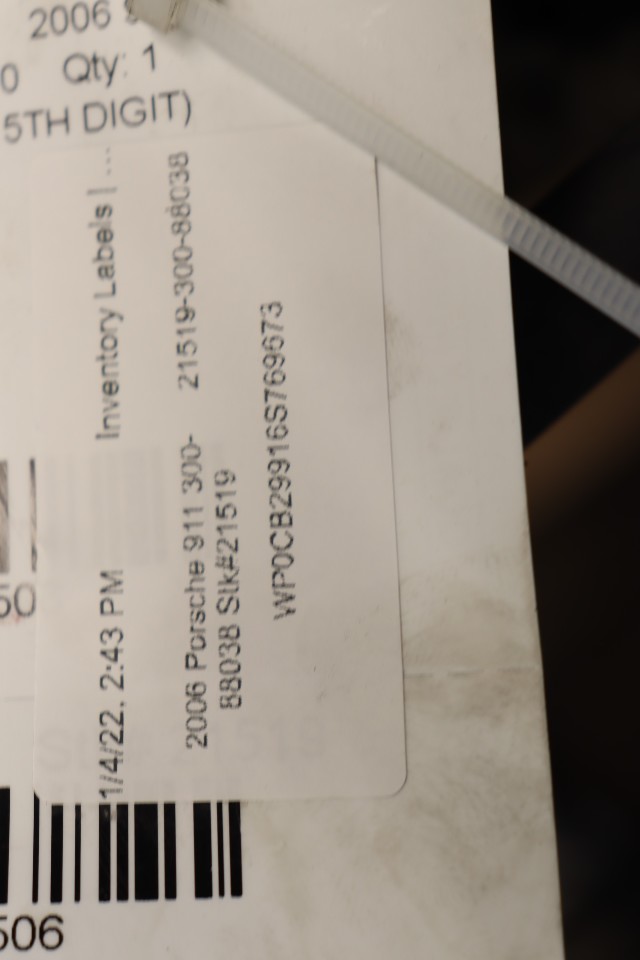 2006
0 Qty: 1
5TH DIGIT)
1/4/22, 2:43 PM Inventory Labels | ...
2006 Porsche 911 300- 21519-300-88038
88038 Stk#21519
WP0CB29916S769673
506